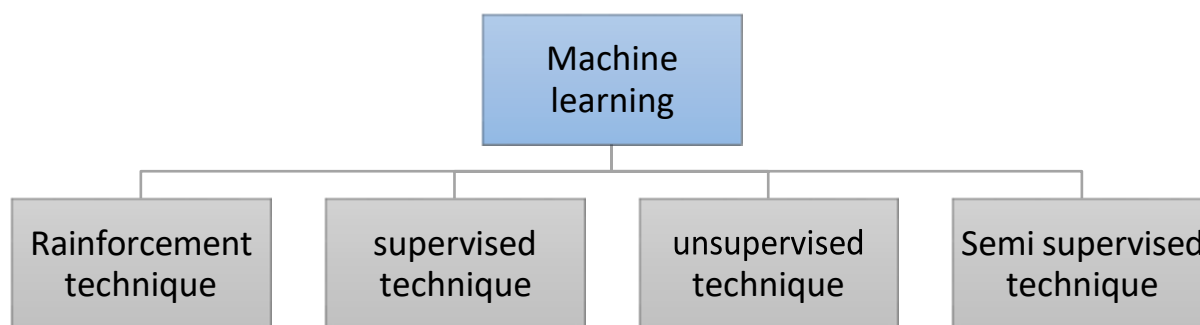 Machine
learning
Rainforcement
technique
supervised
technique
unsupervised
technique
Semi supervised
technique